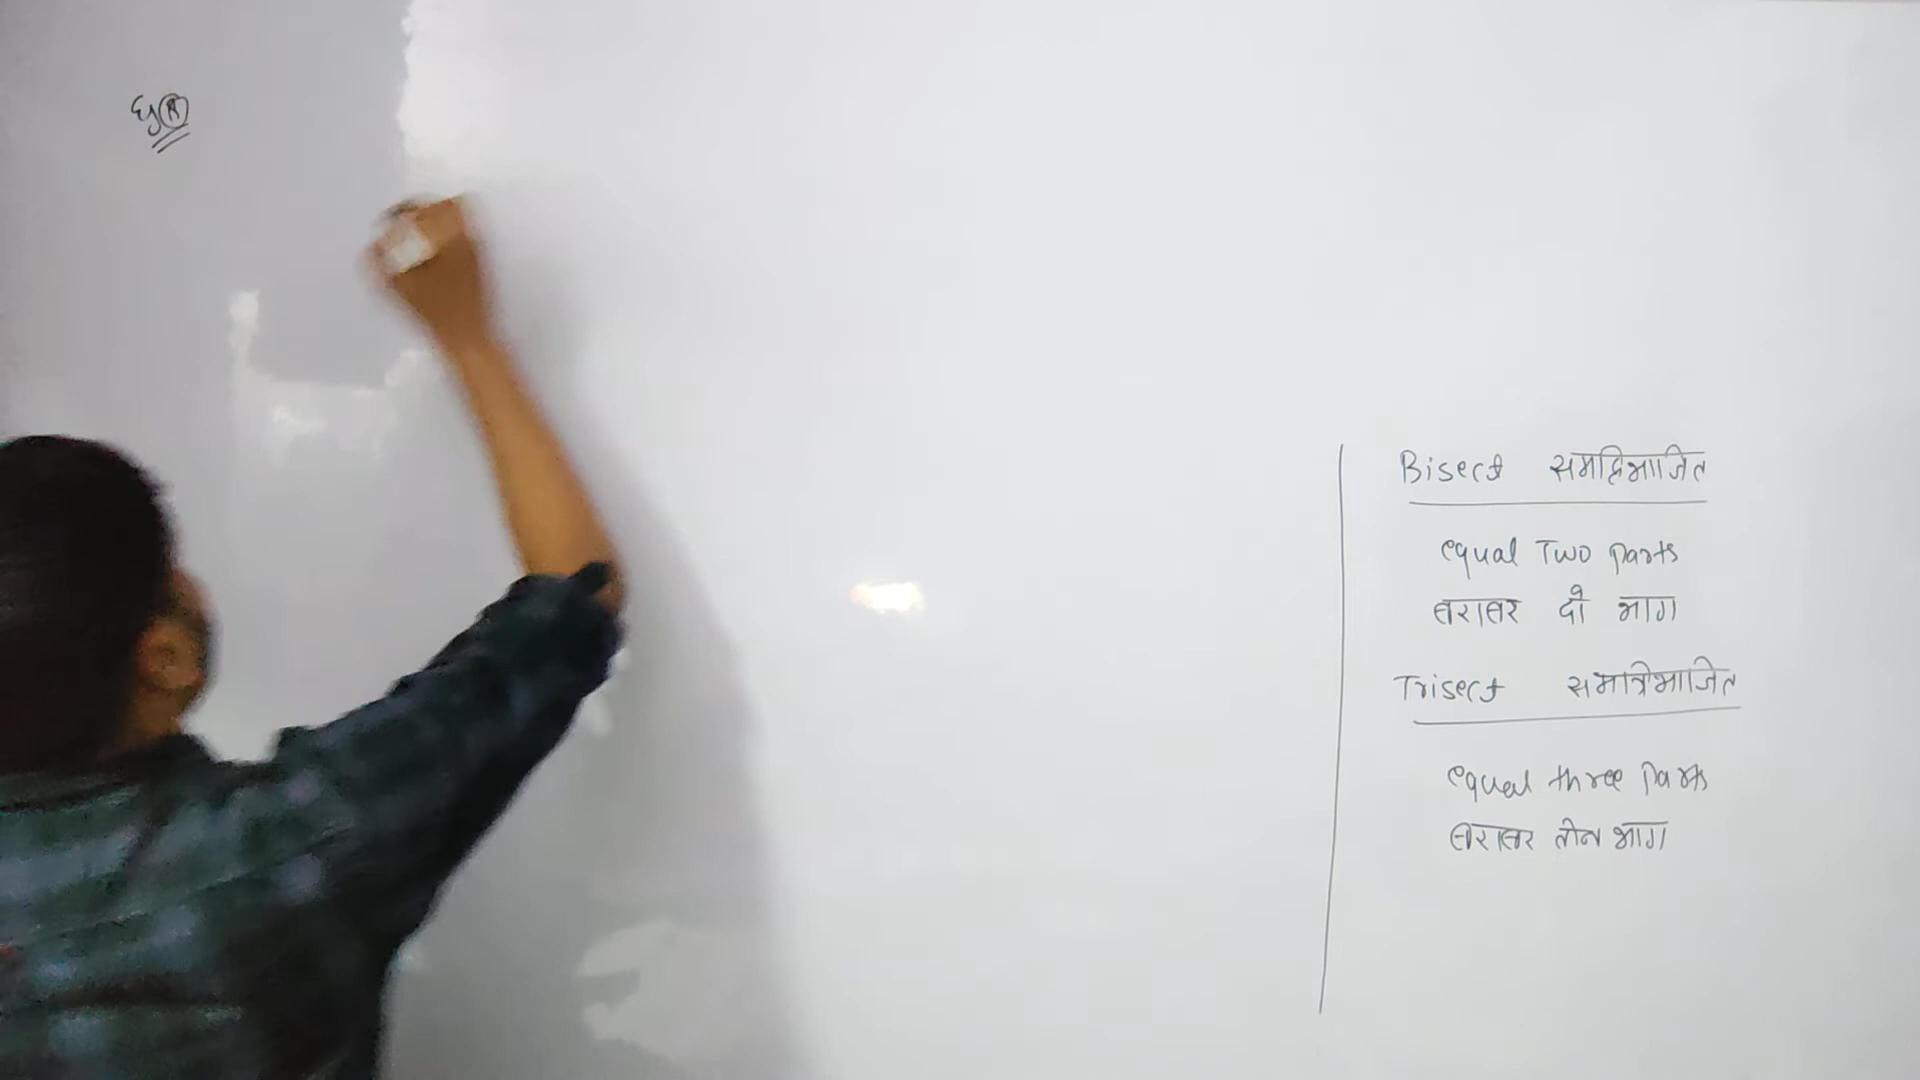 Bisect समद्विभाजित
equal Two parts
बराबर दो भाग
Trisect समत्रिभाजित
equal three parts
बराबर तीन भाग